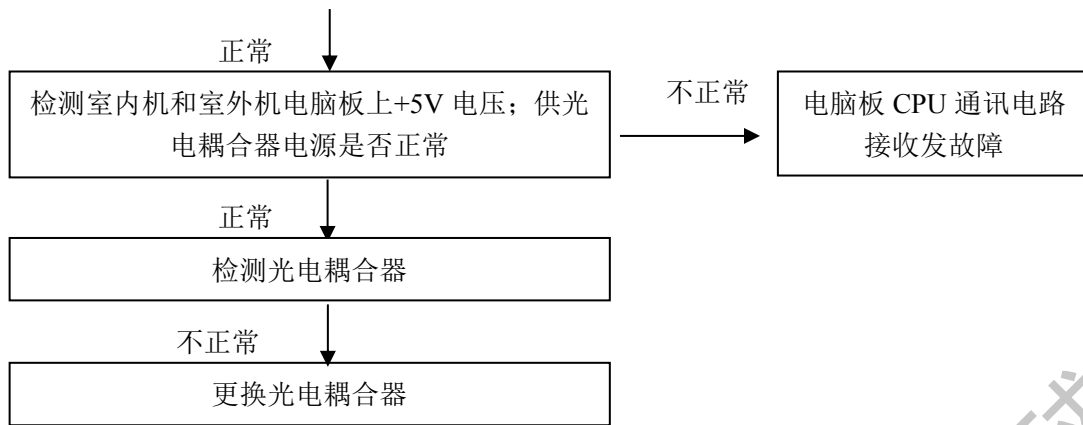 正常
检测室内机和室外机电脑板上+5V 电压；供光
电耦合器电源是否正常
不正常
电脑板 CPU 通讯电路
接收发故障
正常
检测光电耦合器
不正常
更换光电耦合器
试